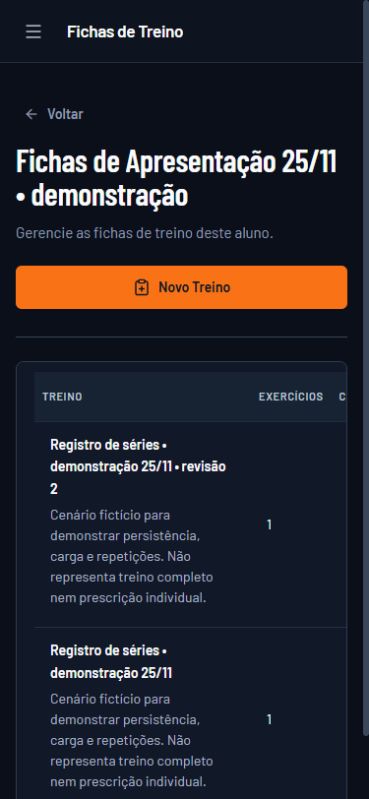 Fichas de Treino
Voltar
Fichas de Apresentação 25/11
• demonstração
Gerencie as fichas de treino deste aluno.
Novo Treino
TREINO EXERCÍCIOS C
Registro de séries •
demonstração 25/11 • revisão
2
Cenário fictício para
demonstrar persistência,
carga e repetições. Não
representa treino completo
nem prescrição individual.
1
Registro de séries •
demonstração 25/11
Cenário fictício para
demonstrar persistência,
carga e repetições. Não
representa treino completo
nem prescrição individual.
1